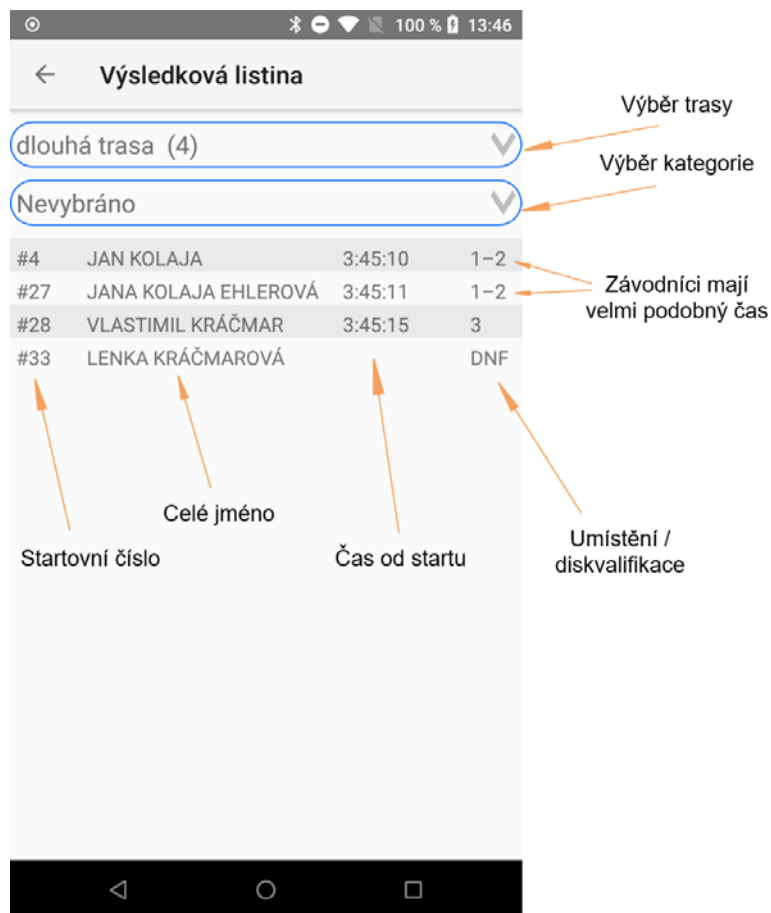 100 % 13:46
Výsledková listina
Výběr trasy
dlouhá trasa (4)
Výběr kategorie
Nevybráno
#4 JAN KOLAJA 3:45:10 1–2
#27 JANA KOLAJA EHLEROVÁ 3:45:11 1–2
#28 VLASTIMIL KRÁČMAR 3:45:15 3
#33 LENKA KRÁČMAROVÁ DNF
Závodníci mají
velmi podobný čas
Celé jméno
Startovní číslo
Čas od startu
Umístění /
diskvalifikace